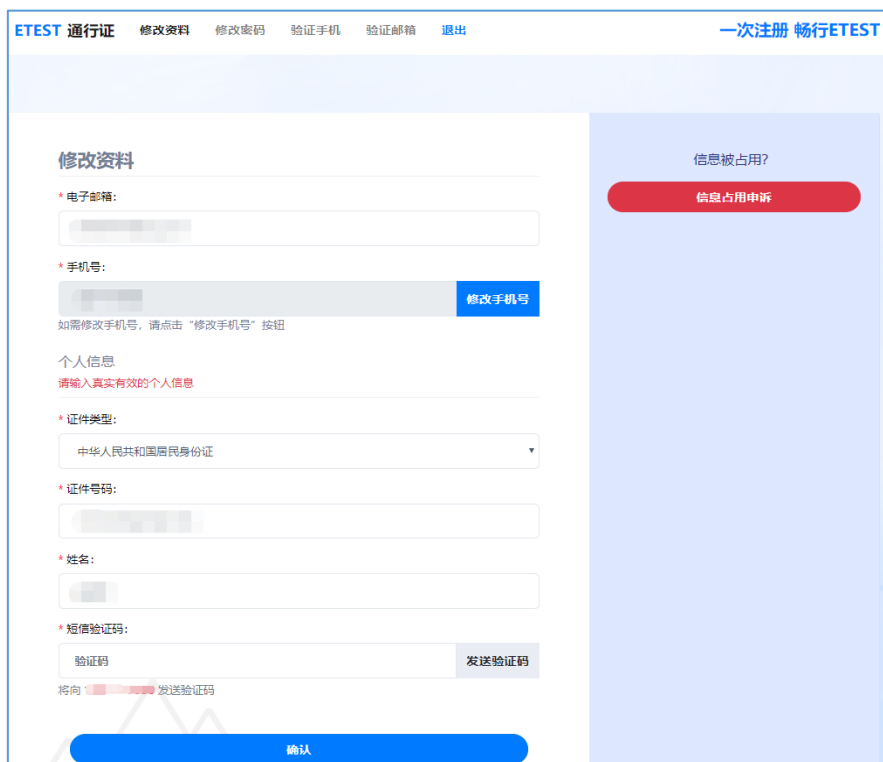 ETEST 通行证 修改资料 修改密码 验证手机 验证邮箱 退出 一次注册 畅行ETEST
修改资料
* 电子邮箱:
* 手机号:
修改手机号
如需修改手机号，请点击“修改手机号”按钮
个人信息
请输入真实有效的个人信息
* 证件类型:
中华人民共和国居民身份证
* 证件号码:
* 姓名:
* 短信验证码:
验证码 发送验证码
将向 发送验证码
确认
信息被占用?
信息占用申诉